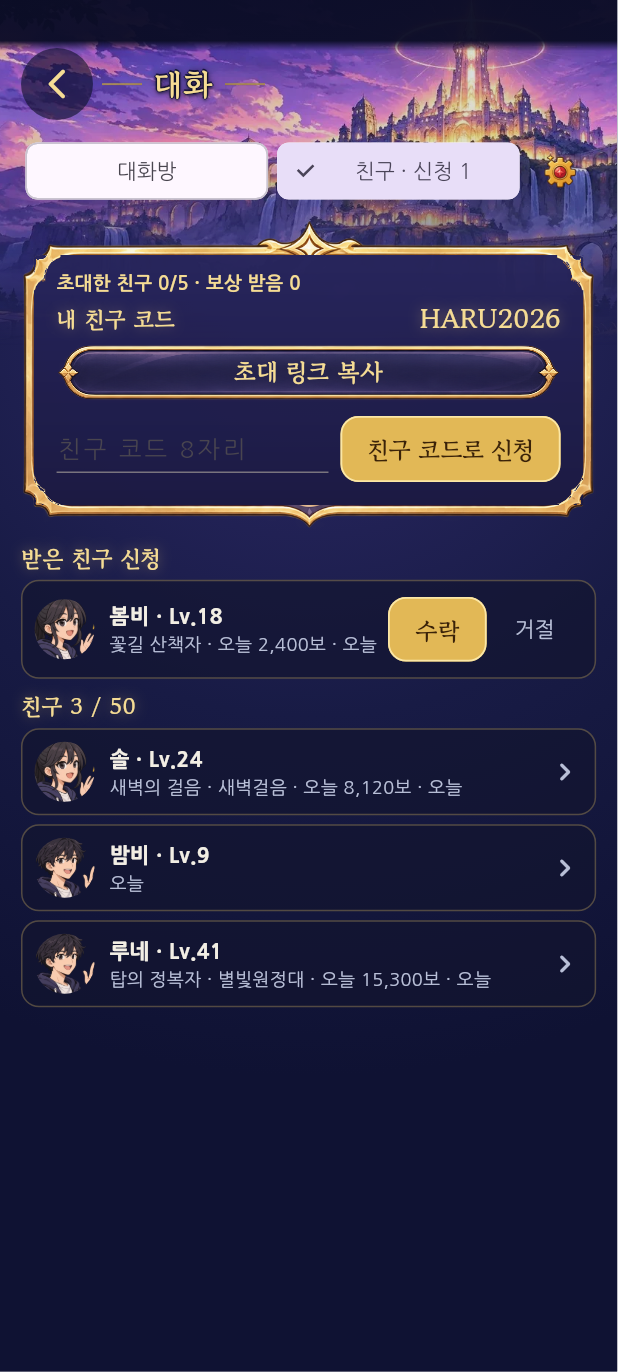 대화
대화방
친구 · 신청 1
초대한 친구 0/5 · 보상 받음 0
내 친구 코드
HARU2026
초대 링크 복사
친구 코드 8자리
친구 코드로 신청
받은 친구 신청
봄비 · Lv.18
꽃길 산책자 · 오늘 2,400보 · 오늘
수락
거절
친구 3 / 50
솔 · Lv.24
새벽의 걸음 · 새벽걸음 · 오늘 8,120보 · 오늘
밤비 · Lv.9
오늘
루네 · Lv.41
탑의 정복자 · 별빛원정대 · 오늘 15,300보 · 오늘